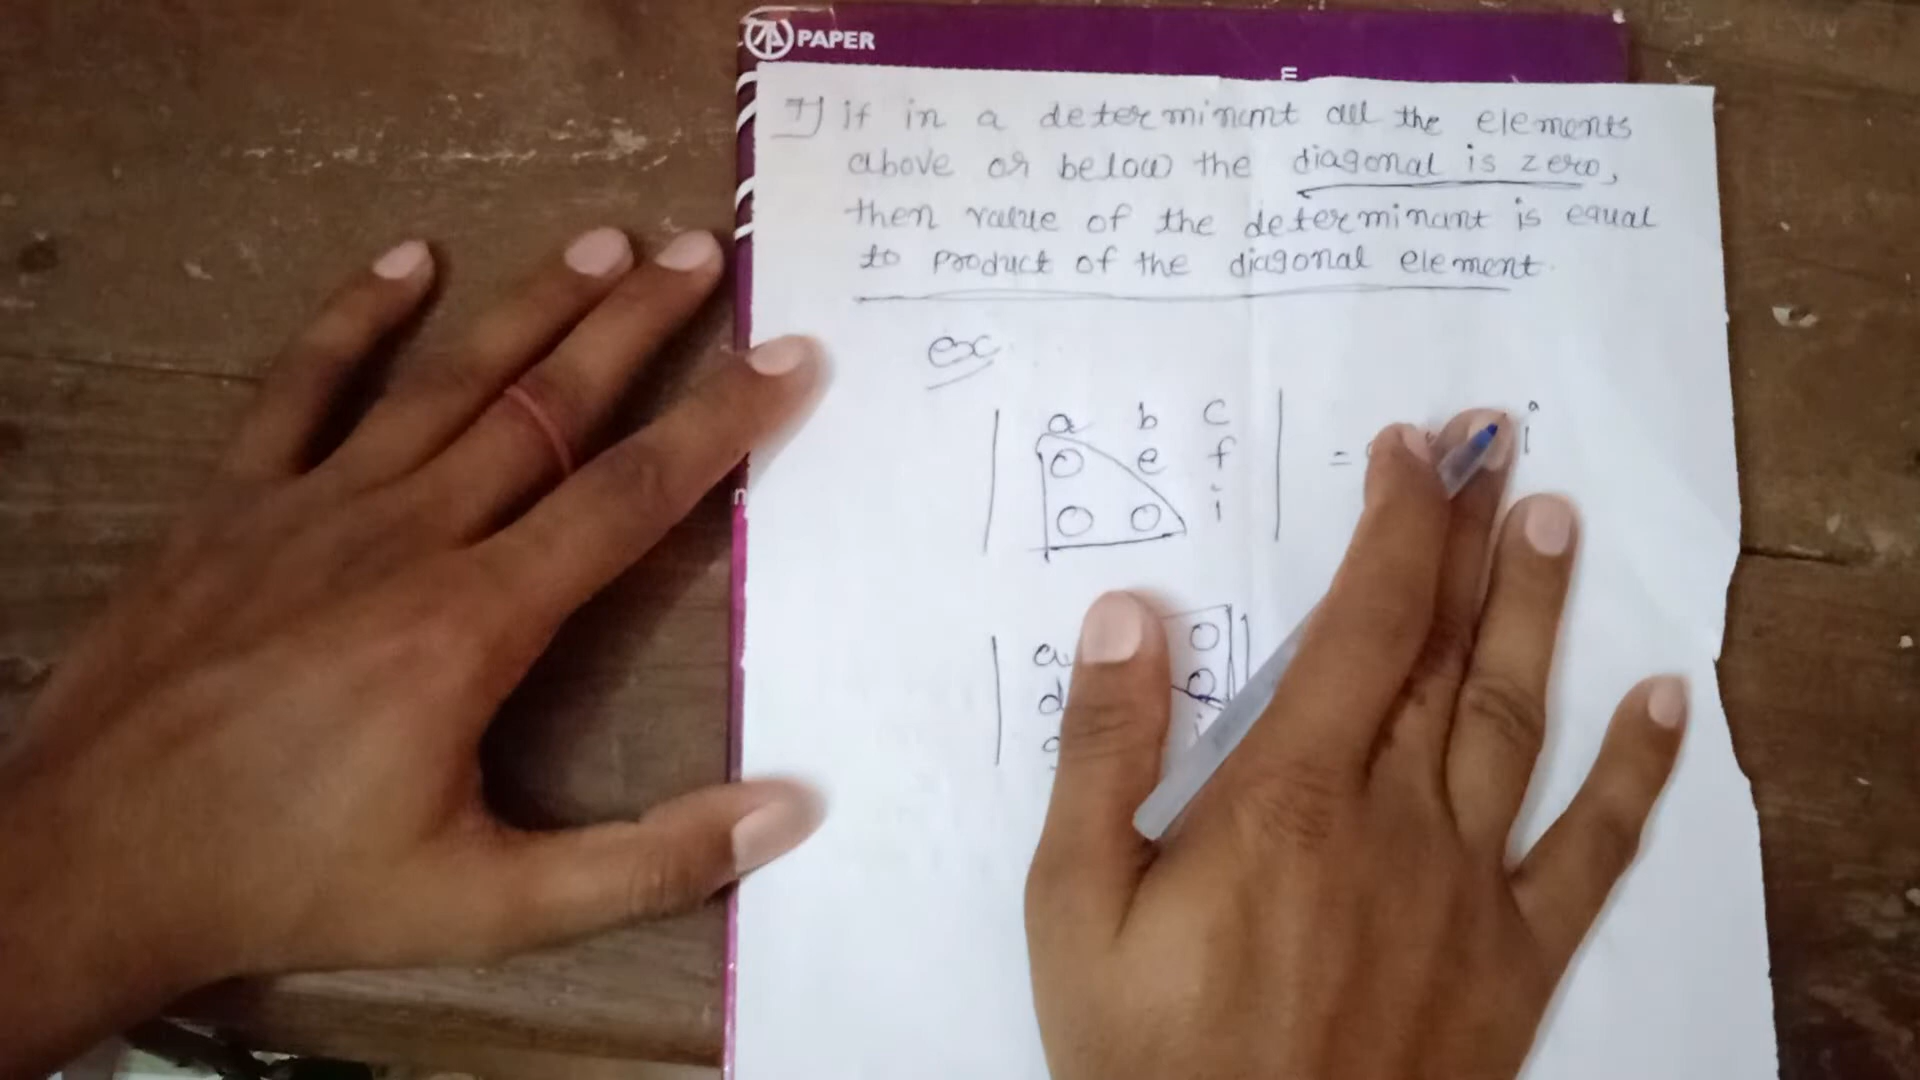 PAPER
7) if in a determinant all the elements
above or below the diagonal is zero,
then value of the determinant is equal
to product of the diagonal element.
ex
a b c
0 e f = i
0 0 i
a 0
d 0